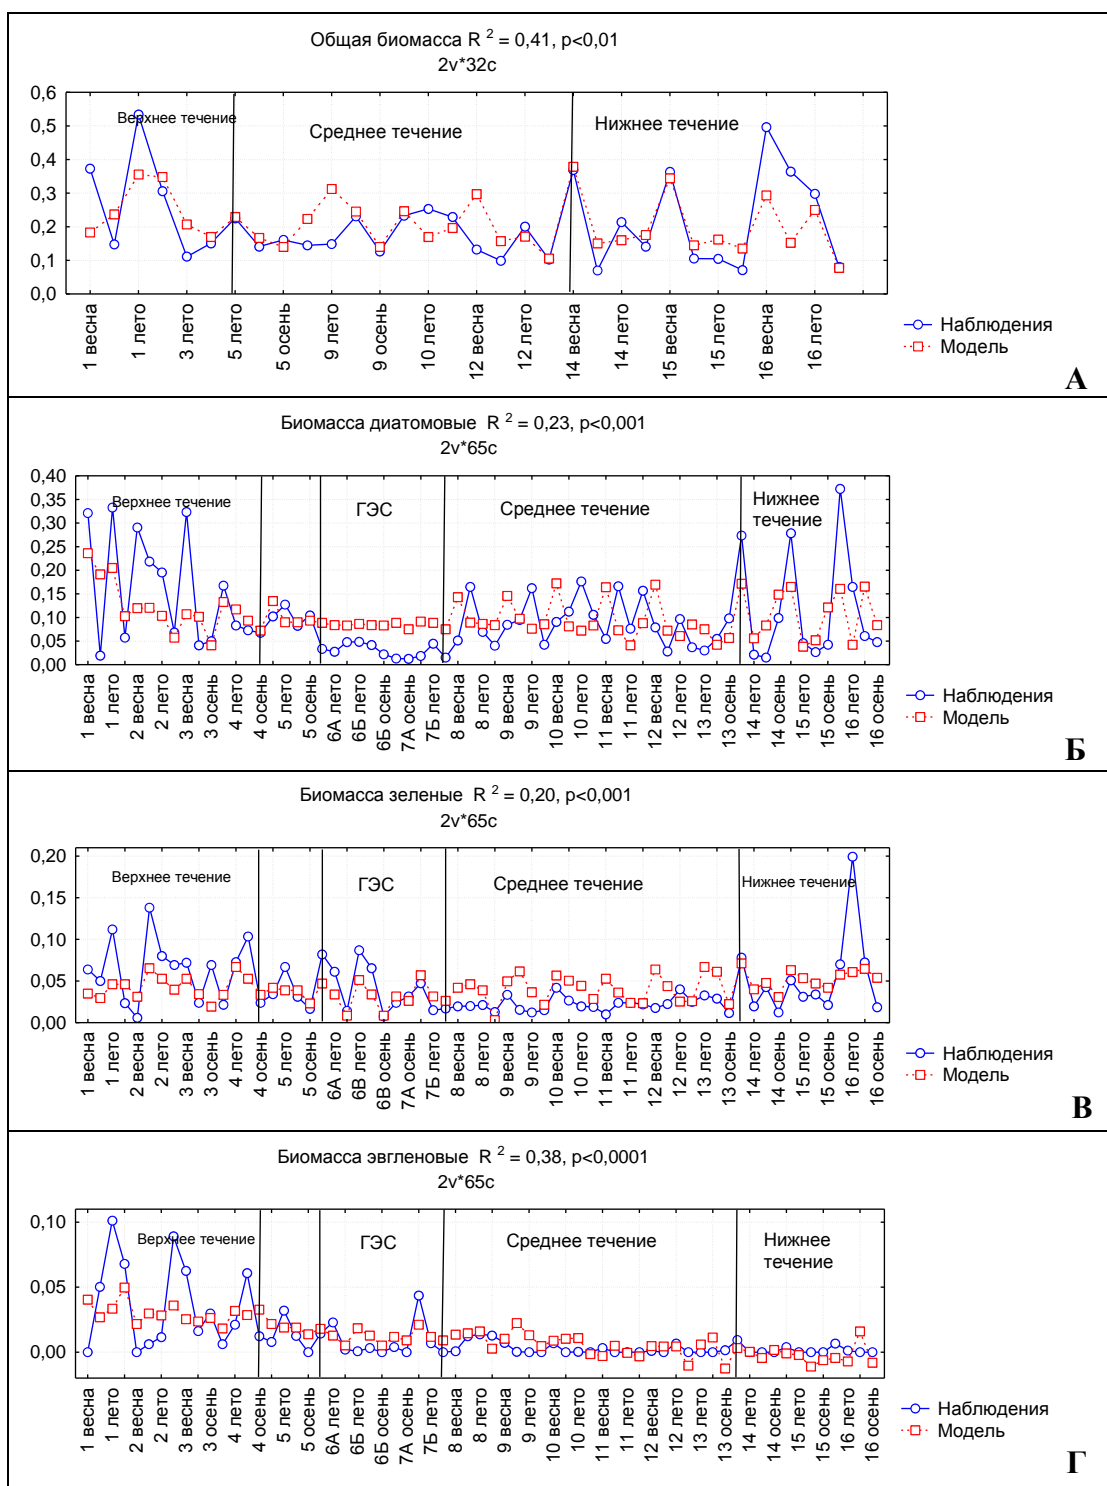 Общая биомасса R 2 = 0,41, p<0,01
2v*32c
0,6
0,5
0,4
0,3
0,2
0,1
0,0
Верхнее течение
Среднее течение
Нижнее течение
1 весна
1 лето
3 лето
5 лето
5 осень
9 лето
9 осень
10 лето
12 весна
12 лето
14 весна
14 лето
15 весна
15 лето
16 весна
16 лето
Наблюдения
Модель
А
Биомасса диатомовые R 2 = 0,23, p<0,001
2v*65c
0,40
0,35
0,30
0,25
0,20
0,15
0,10
0,05
0,00
Верхнее течение
ГЭС
Среднее течение
Нижнее
течение
1 весна
1 лето
2 весна
2 лето
3 весна
3 осень
4 лето
4 осень
5 лето
5 осень
6А лето
6Б лето
6Б осень
7А осень
7Б лето
8 весна
8 лето
9 весна
9 лето
10 весна
10 лето
11 весна
11 лето
12 весна
12 лето
13 лето
13 осень
14 лето
14 осень
15 лето
15 осень
16 лето
16 осень
Наблюдения
Модель
Б
Биомасса зеленые R 2 = 0,20, p<0,001
2v*65c
0,20
0,15
0,10
0,05
0,00
Верхнее течение
ГЭС
Среднее течение
Нижнее течение
1 весна
1 лето
2 весна
2 лето
3 весна
3 осень
4 лето
4 осень
5 лето
5 осень
6А лето
6В лето
6В осень
7А осень
7Б лето
8 весна
8 лето
9 весна
9 лето
10 весна
10 лето
11 весна
11 лето
12 весна
12 лето
13 лето
13 осень
14 лето
14 осень
15 лето
15 осень
16 лето
16 осень
Наблюдения
Модель
В
Биомасса эвгленовые R 2 = 0,38, p<0,0001
2v*65c
0,10
0,05
0,00
Верхнее течение
ГЭС
Среднее течение
Нижнее
течение
1 весна
1 лето
2 весна
2 лето
3 весна
3 осень
4 лето
4 осень
5 лето
5 осень
6А лето
6Б лето
6Б осень
7А осень
7Б лето
8 весна
8 лето
9 весна
9 лето
10 весна
10 лето
11 весна
11 лето
12 весна
12 лето
13 лето
13 осень
14 лето
14 осень
15 лето
15 осень
16 лето
16 осень
Наблюдения
Модель
Г